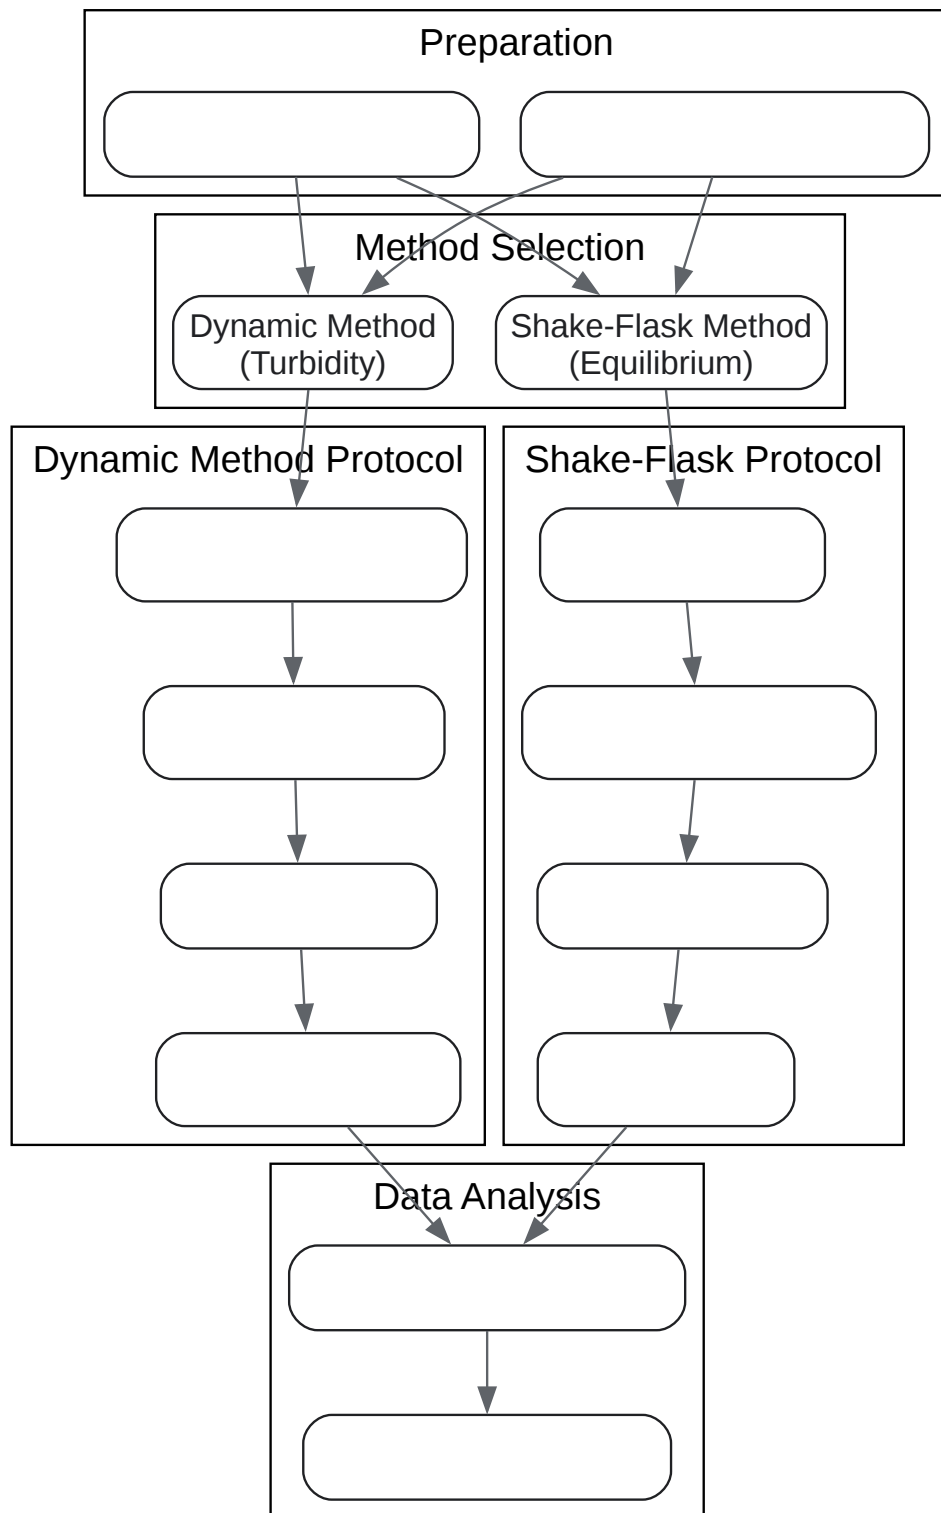 Preparation
Method Selection
Dynamic Method
(Turbidity)
Shake-Flask Method
(Equilibrium)
Dynamic Method Protocol
Shake-Flask Protocol
Data Analysis